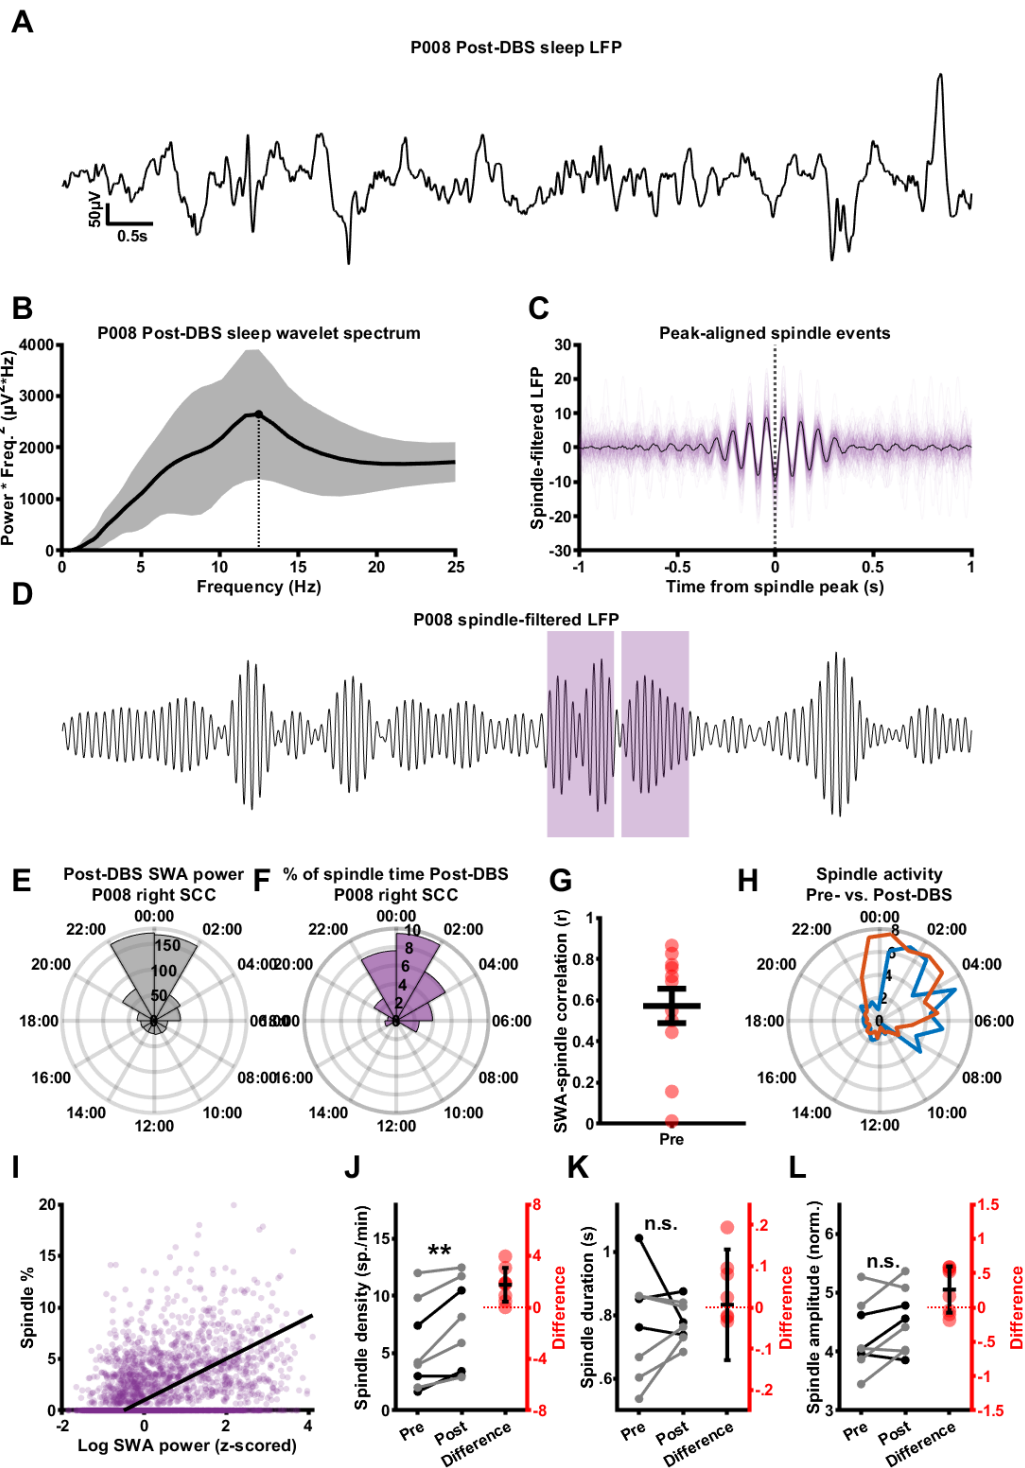 A
P008 Post-DBS sleep LFP
50µV
0.5s
B
P008 Post-DBS sleep wavelet spectrum
Power * Freq.² (µV²*Hz)
4000
3000
2000
1000
0
0 5 10 15 20 25
Frequency (Hz)
C
Peak-aligned spindle events
Spindle-filtered LFP
30
20
10
0
-10
-20
-30
-1 -0.5 0 0.5 1
Time from spindle peak (s)
D
P008 spindle-filtered LFP
E
Post-DBS SWA power
P008 right SCC
00:00
22:00 02:00
150
20:00 04:00
100
50
18:00 0 06:00
16:00 08:00
14:00 10:00
12:00
F
% of spindle time Post-DBS
P008 right SCC
00:00
22:00 10 02:00
8
20:00 6 04:00
4
2
18:00 0 06:00
16:00 08:00
14:00 10:00
12:00
G
SWA-spindle correlation (r)
1
0.8
0.6
0.4
0.2
0
Pre
H
Spindle activity
Pre- vs. Post-DBS
00:00
22:00 8 02:00
6
20:00 4 04:00
2
18:00 0 06:00
16:00 08:00
14:00 10:00
12:00
I
Spindle %
20
15
10
5
0
-2 0 2 4
Log SWA power (z-scored)
J
Spindle density (sp./min)
15
10
5
0
**
8
4
0
-4
-8
Difference
Pre Post Difference
K
Spindle duration (s)
1
.8
.6
n.s.
.2
.1
0
-.1
-.2
Difference
Pre Post Difference
L
Spindle amplitude (norm.)
6
5
4
3
n.s.
1.5
1
.5
0
-.5
-1
-1.5
Difference
Pre Post Difference